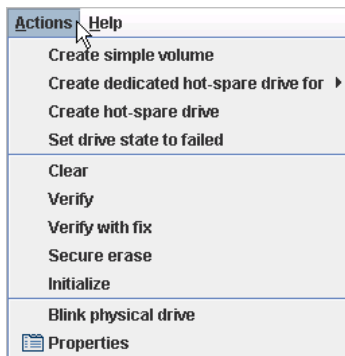 Actions Help
Create simple volume
Create dedicated hot-spare drive for
Create hot-spare drive
Set drive state to failed
Clear
Verify
Verify with fix
Secure erase
Initialize
Blink physical drive
Properties